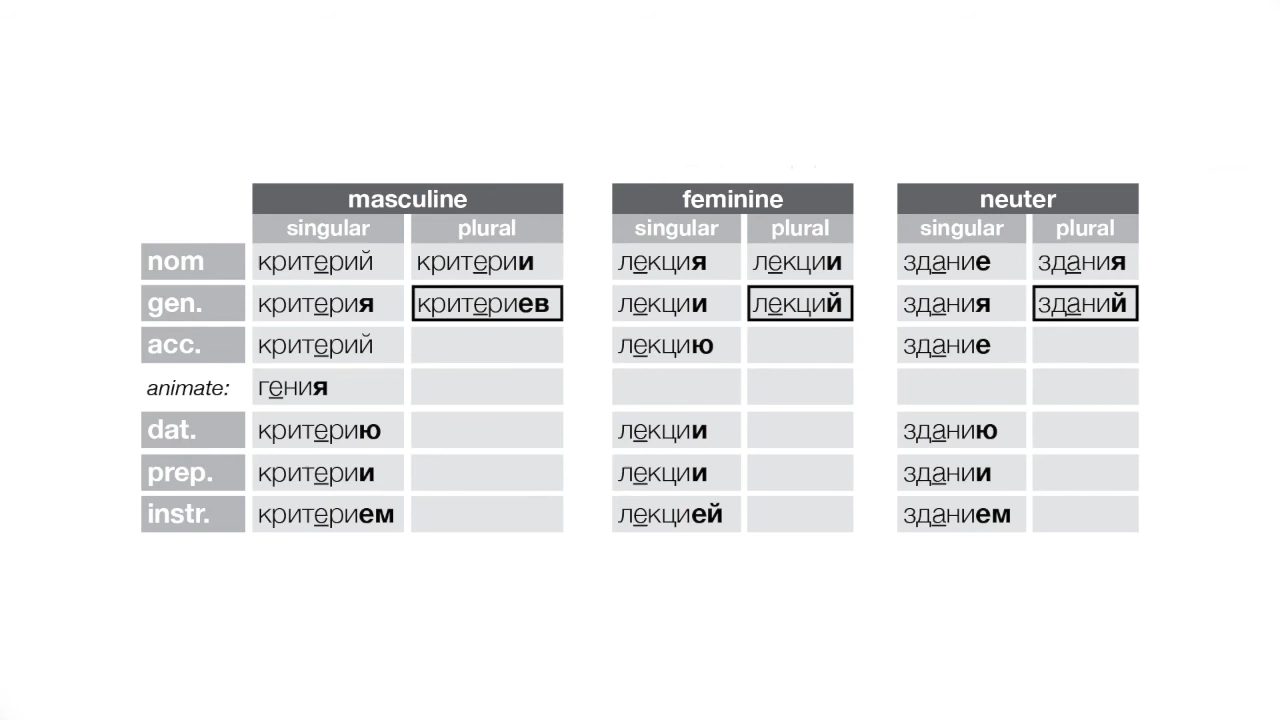 masculine feminine neuter
singular plural singular plural singular plural
nom критерий критерии лекция лекции здание здания
gen. критерия критериев лекции лекций здания зданий
acc. критерий лекцию здание
animate: гения
dat. критерию лекции зданию
prep. критерии лекции здании
instr. критерием лекцией зданием